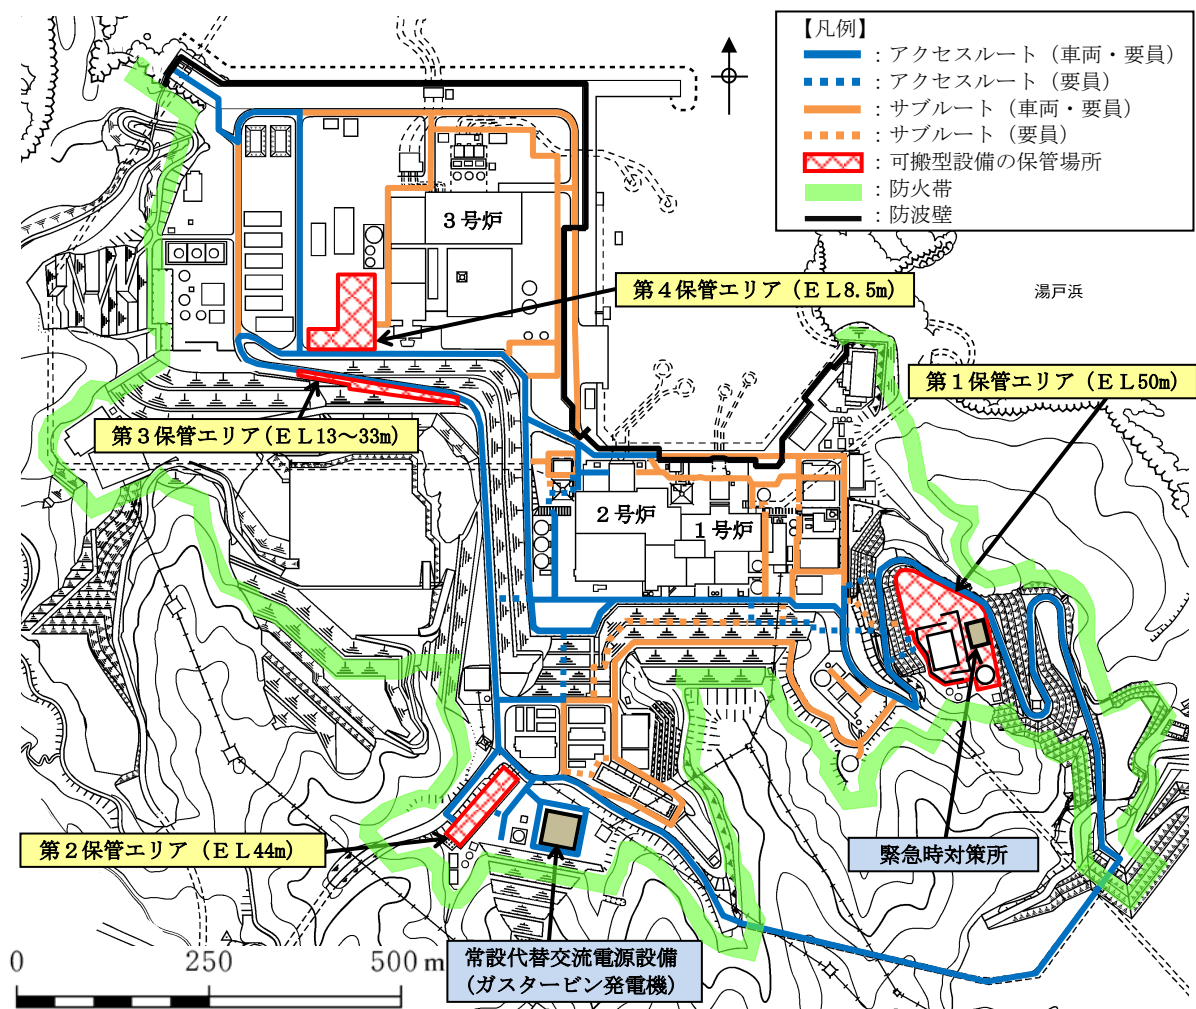 【凡例】
：アクセスルート（車両・要員）
：アクセスルート（要員）
：サブルート（車両・要員）
：サブルート（要員）
：可搬型設備の保管場所
：防火帯
：防波壁
３号炉
第４保管エリア（ＥＬ8.5m）
湯戸浜
第１保管エリア（ＥＬ50m）
第３保管エリア（ＥＬ13～33m）
２号炉
１号炉
第２保管エリア（ＥＬ44m）
緊急時対策所
常設代替交流電源設備
（ガスタービン発電機）
0 250 500 m